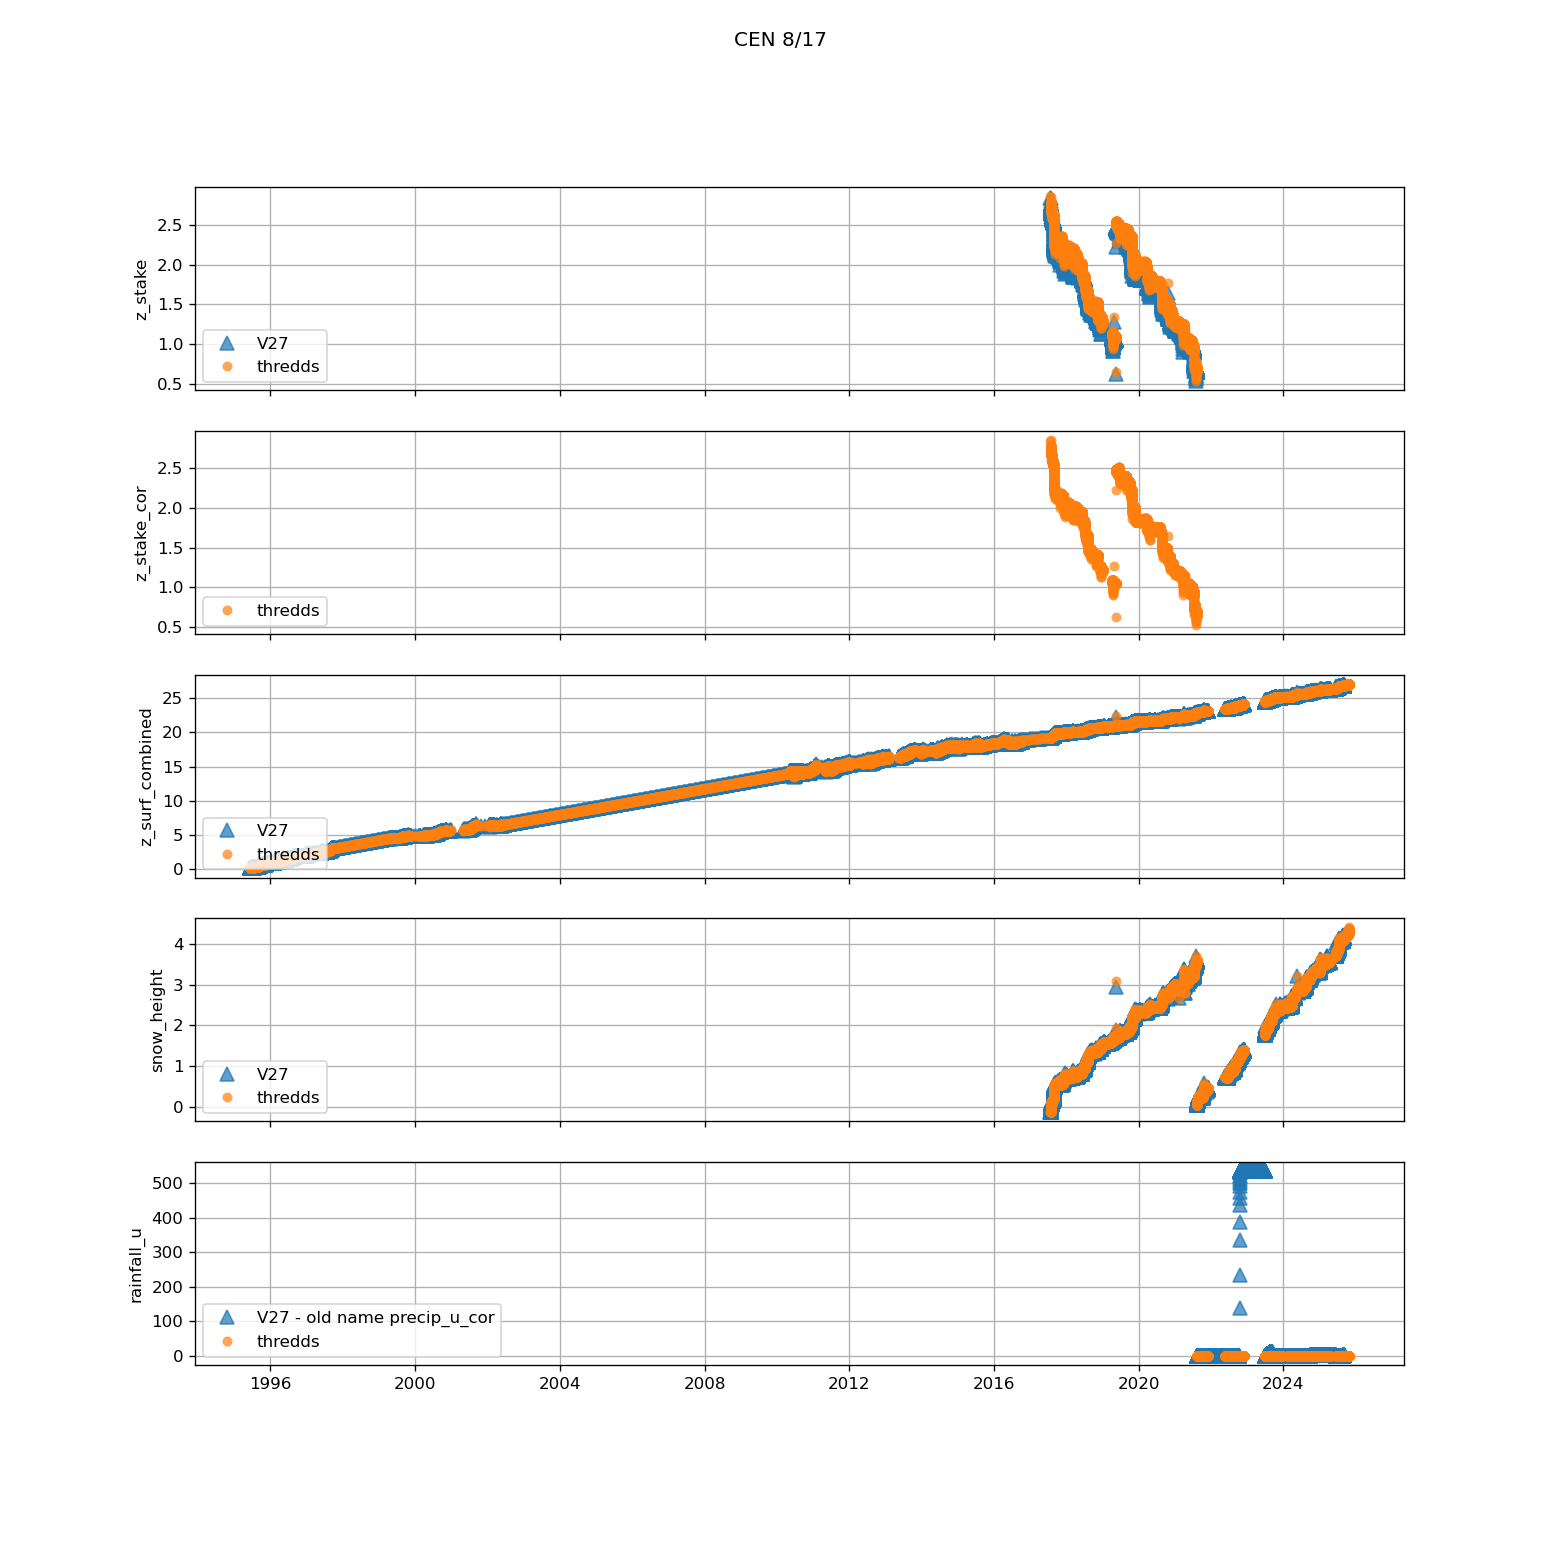 CEN 8/17
z_stake
2.5
2.0
1.5
1.0
0.5
V27
thredds
z_stake_cor
2.5
2.0
1.5
1.0
0.5
thredds
z_surf_combined
25
20
15
10
5
0
V27
thredds
snow_height
4
3
2
1
0
V27
thredds
rainfall_u
500
400
300
200
100
0
V27 - old name precip_u_cor
thredds
1996 2000 2004 2008 2012 2016 2020 2024